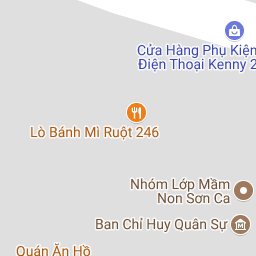 Cửa Hàng Phụ Kiện
Điện Thoại Kenny 2
Lò Bánh Mì Ruột 246
Nhóm Lớp Mầm
Non Sơn Ca
Ban Chỉ Huy Quân Sự
Quán Ăn Hồ